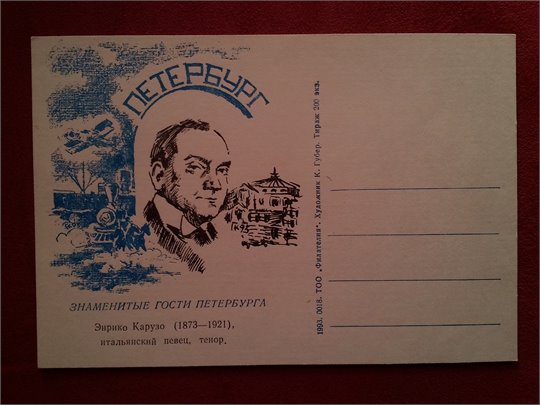 ПЕТЕРБУРГ
ЗНАМЕНИТЫЕ ГОСТИ ПЕТЕРБУРГА
Энрико Карузо (1873—1921),
итальянский певец, тенор.
1993. 0018. ТОО „Филателия". Художник К. Губер. Тираж 200 экз.